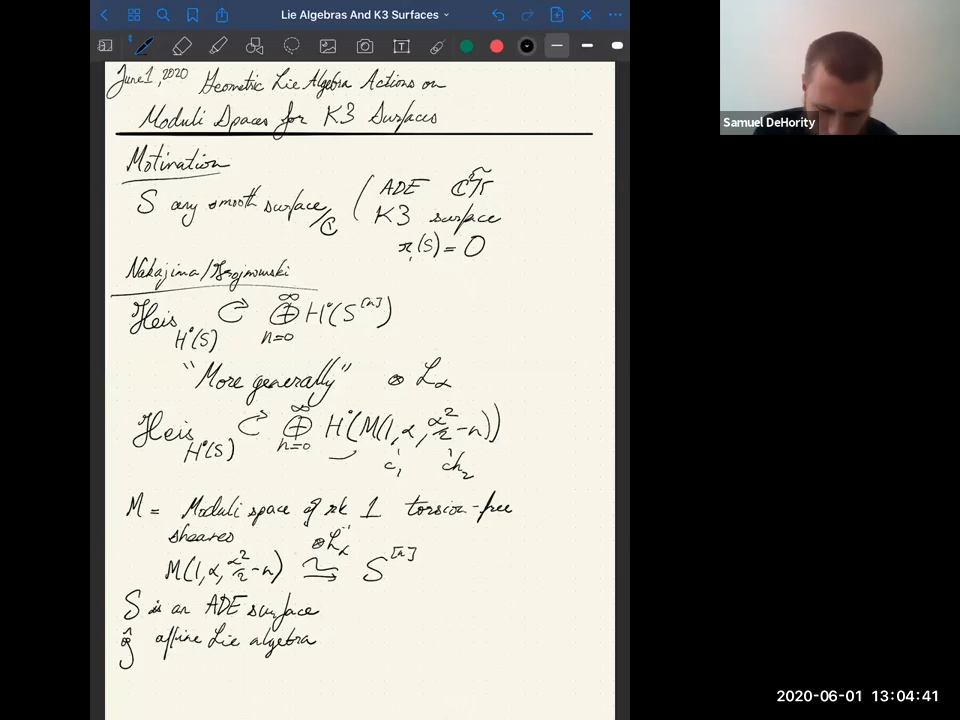 Lie Algebras And K3 Surfaces
June 1, 2020 Geometric Lie Algebra Actions on
Moduli Spaces for K3 Surfaces
Motivation
S any smooth surface/ℂ ( ADE
K3 surface
π₁(S) = 0
Nakajima/Grojnowski
Heis_{H^•(S)} ↻ ⊕_{n=0}^{∞} H^•(S^{[n]})
"More generally" ⊗ L_α
Heis_{H^•(S)} ↻ ⊕_{n=0}^{∞} H^•(M(1, α, α²/2 - n))
c₁ ch₂
M = Moduli space of rk 1 torsion-free
sheaves
⊗L_α^{-1}
M(1, α, α²/2 - n) ⥲ S^{[n]}
S is an ADE surface
ĝ affine Lie algebra
Samuel DeHority
2020-06-01 13:04:41